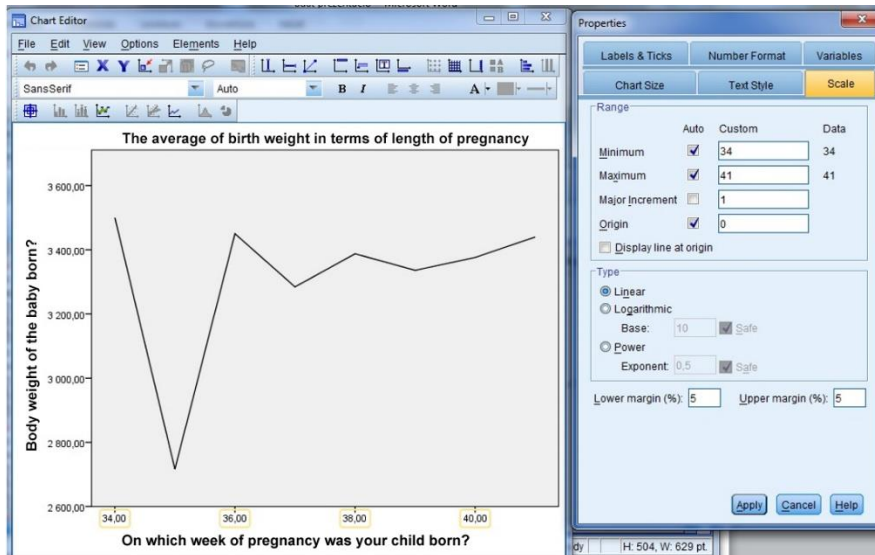 Chart Editor
File Edit View Options Elements Help
X Y
SansSerif Auto B I A
The average of birth weight in terms of length of pregnancy
Body weight of the baby born?
3 600,00
3 400,00
3 200,00
3 000,00
2 800,00
2 600,00
34,00 36,00 38,00 40,00
On which week of pregnancy was your child born?
H: 504, W: 629 pt.
Properties
Labels & Ticks Number Format Variables
Chart Size Text Style Scale
Range
Auto Custom Data
Minimum 34 34
Maximum 41 41
Major Increment 1
Origin 0
Display line at origin
Type
Linear
Logarithmic
Base: 10 Safe
Power
Exponent: 0,5 Safe
Lower margin (%): 5 Upper margin (%): 5
Apply Cancel Help